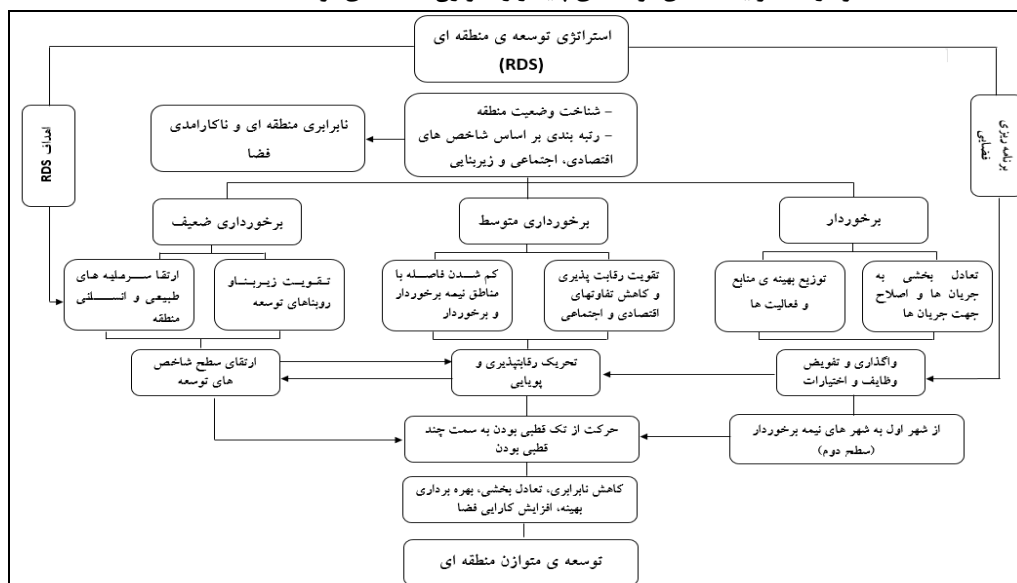 استراتژی توسعه ی منطقه ای
(RDS)
اهداف RDS
برنامه ریزی
فضایی
– شناخت وضعیت منطقه
– رتبه بندی بر اساس شاخص های
اقتصادی، اجتماعی و زیربنایی
نابرابری منطقه ای و ناکارامدی
فضا
برخوردار
برخورداری متوسط
برخورداری ضعیف
تعادل بخشی به
جریان ها و اصلاح
جهت جریان ها
توزیع بهینه ی منابع
و فعالیت ها
تقویت رقابت پذیری
و کاهش تفاوتهای
اقتصادی و اجتماعی
کم شدن فاصله با
مناطق نیمه برخوردار
و برخوردار
تقویت زیربناو
روبناهای توسعه
ارتقا سرملیه های
طبیعی و انسلنی
منطقه
واگذاری و تفویض
وظایف و اختیارات
تحریک رقابتپذیری و
پویایی
ارتقای سطح شاخص
های توسعه
از شهر اول به شهر های نیمه برخوردار
(سطح دوم)
حرکت از تک قطبی بودن به سمت چند
قطبی بودن
کاهش نابرابری، تعادل بخشی، بهره برداری
بهینه، افزایش کارایی فضا
توسعه ی متوازن منطقه ای